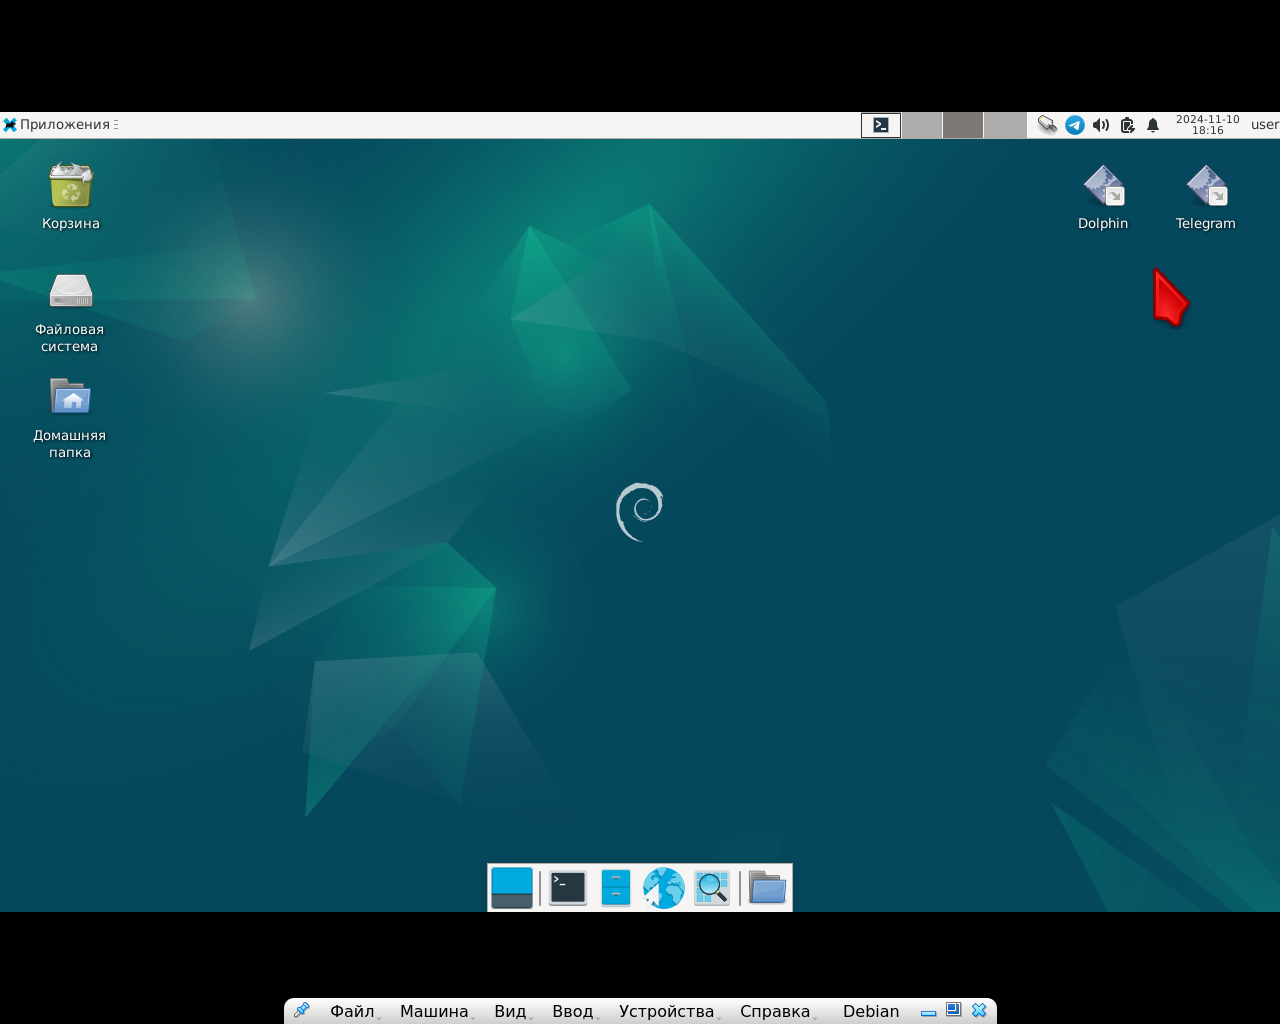 Приложения
2024-11-10
18:16
user
Корзина
Dolphin
Telegram
Файловая
система
Домашняя
папка
Файл
Машина
Вид
Ввод
Устройства
Справка
Debian